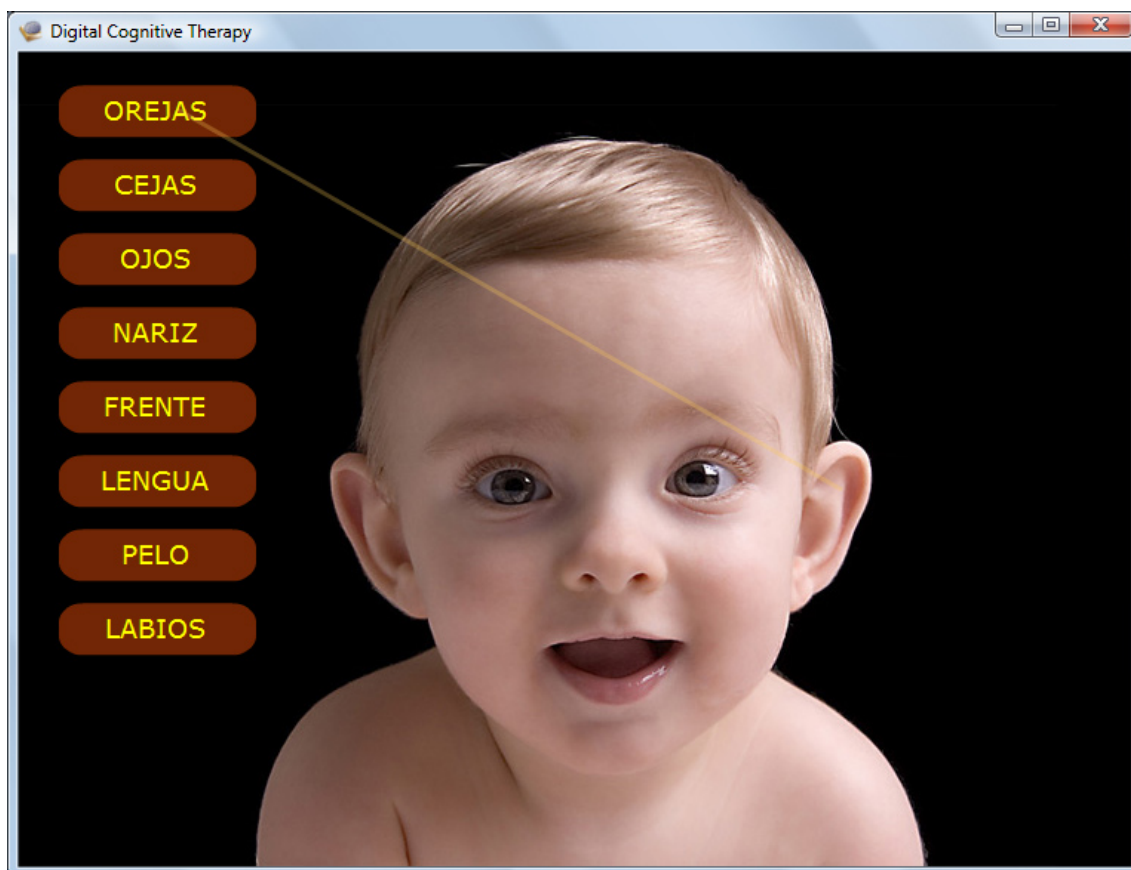 Digital Cognitive Therapy
OREJAS
CEJAS
OJOS
NARIZ
FRENTE
LENGUA
PELO
LABIOS